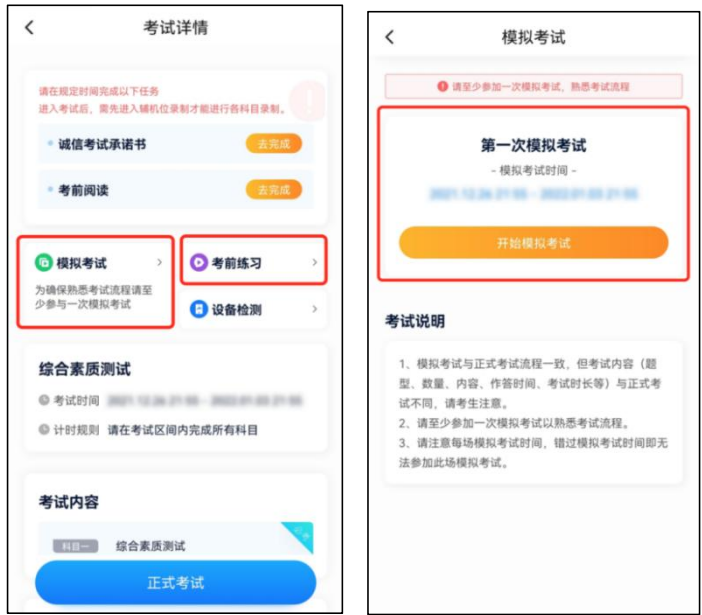 考试详情
请在规定时间完成以下任务
进入考试后，需先进入辅机位录制才能进行各科目录制。
诚信考试承诺书
去完成
考前阅读
去完成
模拟考试
为确保熟悉考试流程请至
少参与一次模拟考试
考前练习
设备检测
综合素质测试
考试时间
计时规则 请在考试区间内完成所有科目
考试内容
科目一 综合素质测试
正式考试
模拟考试
请至少参加一次模拟考试，熟悉考试流程
第一次模拟考试
- 模拟考试时间 -
开始模拟考试
考试说明
1、模拟考试与正式考试流程一致，但考试内容（题
型、数量、内容、作答时间、考试时长等）与正式考
试不同，请考生注意。
2、请至少参加一次模拟考试以熟悉考试流程。
3、请注意每场模拟考试时间，错过模拟考试时间即无
法参加此场模拟考试。